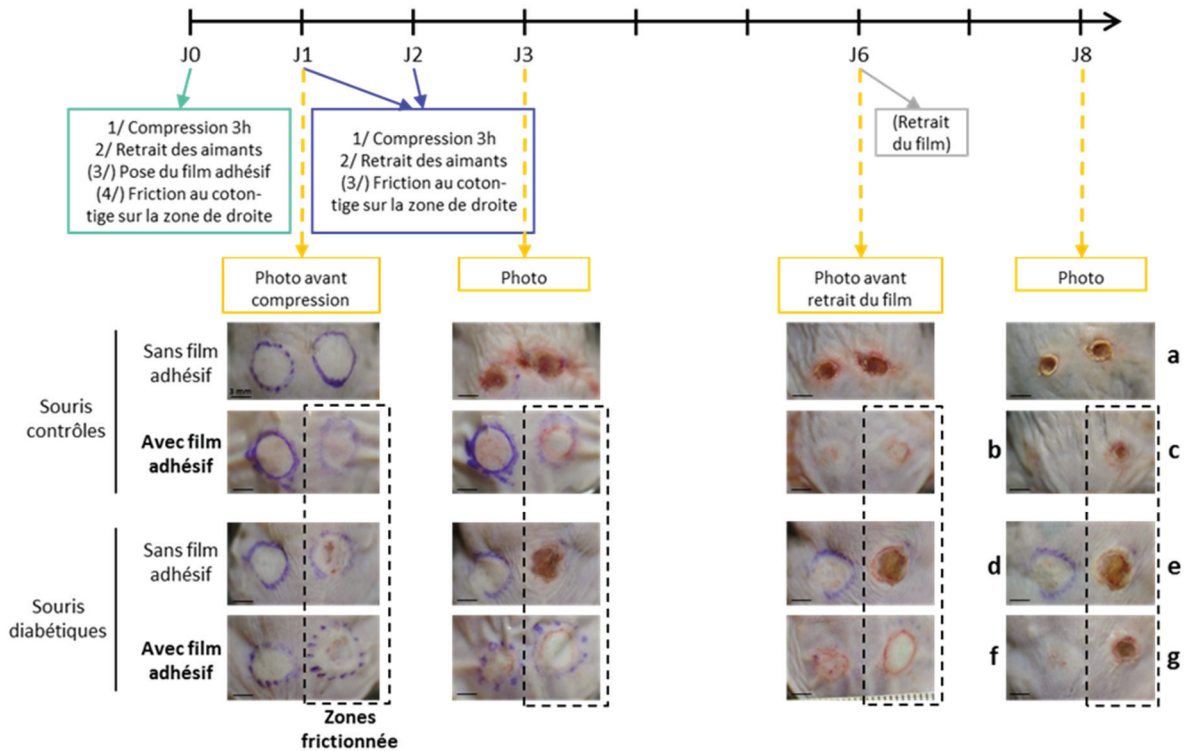 J0
J1
J2
J3
J6
J8
1/ Compression 3h
2/ Retrait des aimants
(3/) Pose du film adhésif
(4/) Friction au coton-
tige sur la zone de droite
1/ Compression 3h
2/ Retrait des aimants
(3/) Friction au coton-
tige sur la zone de droite
(Retrait
du film)
Photo avant
compression
Photo
Photo avant
retrait du film
Photo
Souris
contrôles
Sans film
adhésif
3 mm
a
Avec film
adhésif
b
c
Souris
diabétiques
Sans film
adhésif
d
e
Avec film
adhésif
f
g
Zones
frictionnée